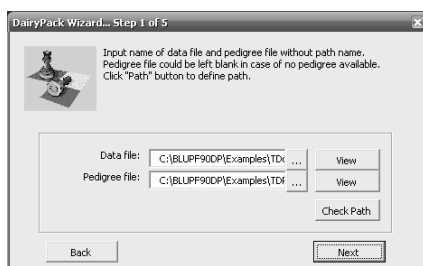 DairyPack Wizard... Step 1 of 5
Input name of data file and pedigree file without path name.
Pedigree file could be left blank in case of no pedigree available.
Click "Path" button to define path.
Data file: C:\BLUPF90DP\Examples\TD ... View
Pedigree file: C:\BLUPF90DP\Examples\TD ... View
Check Path
Back Next